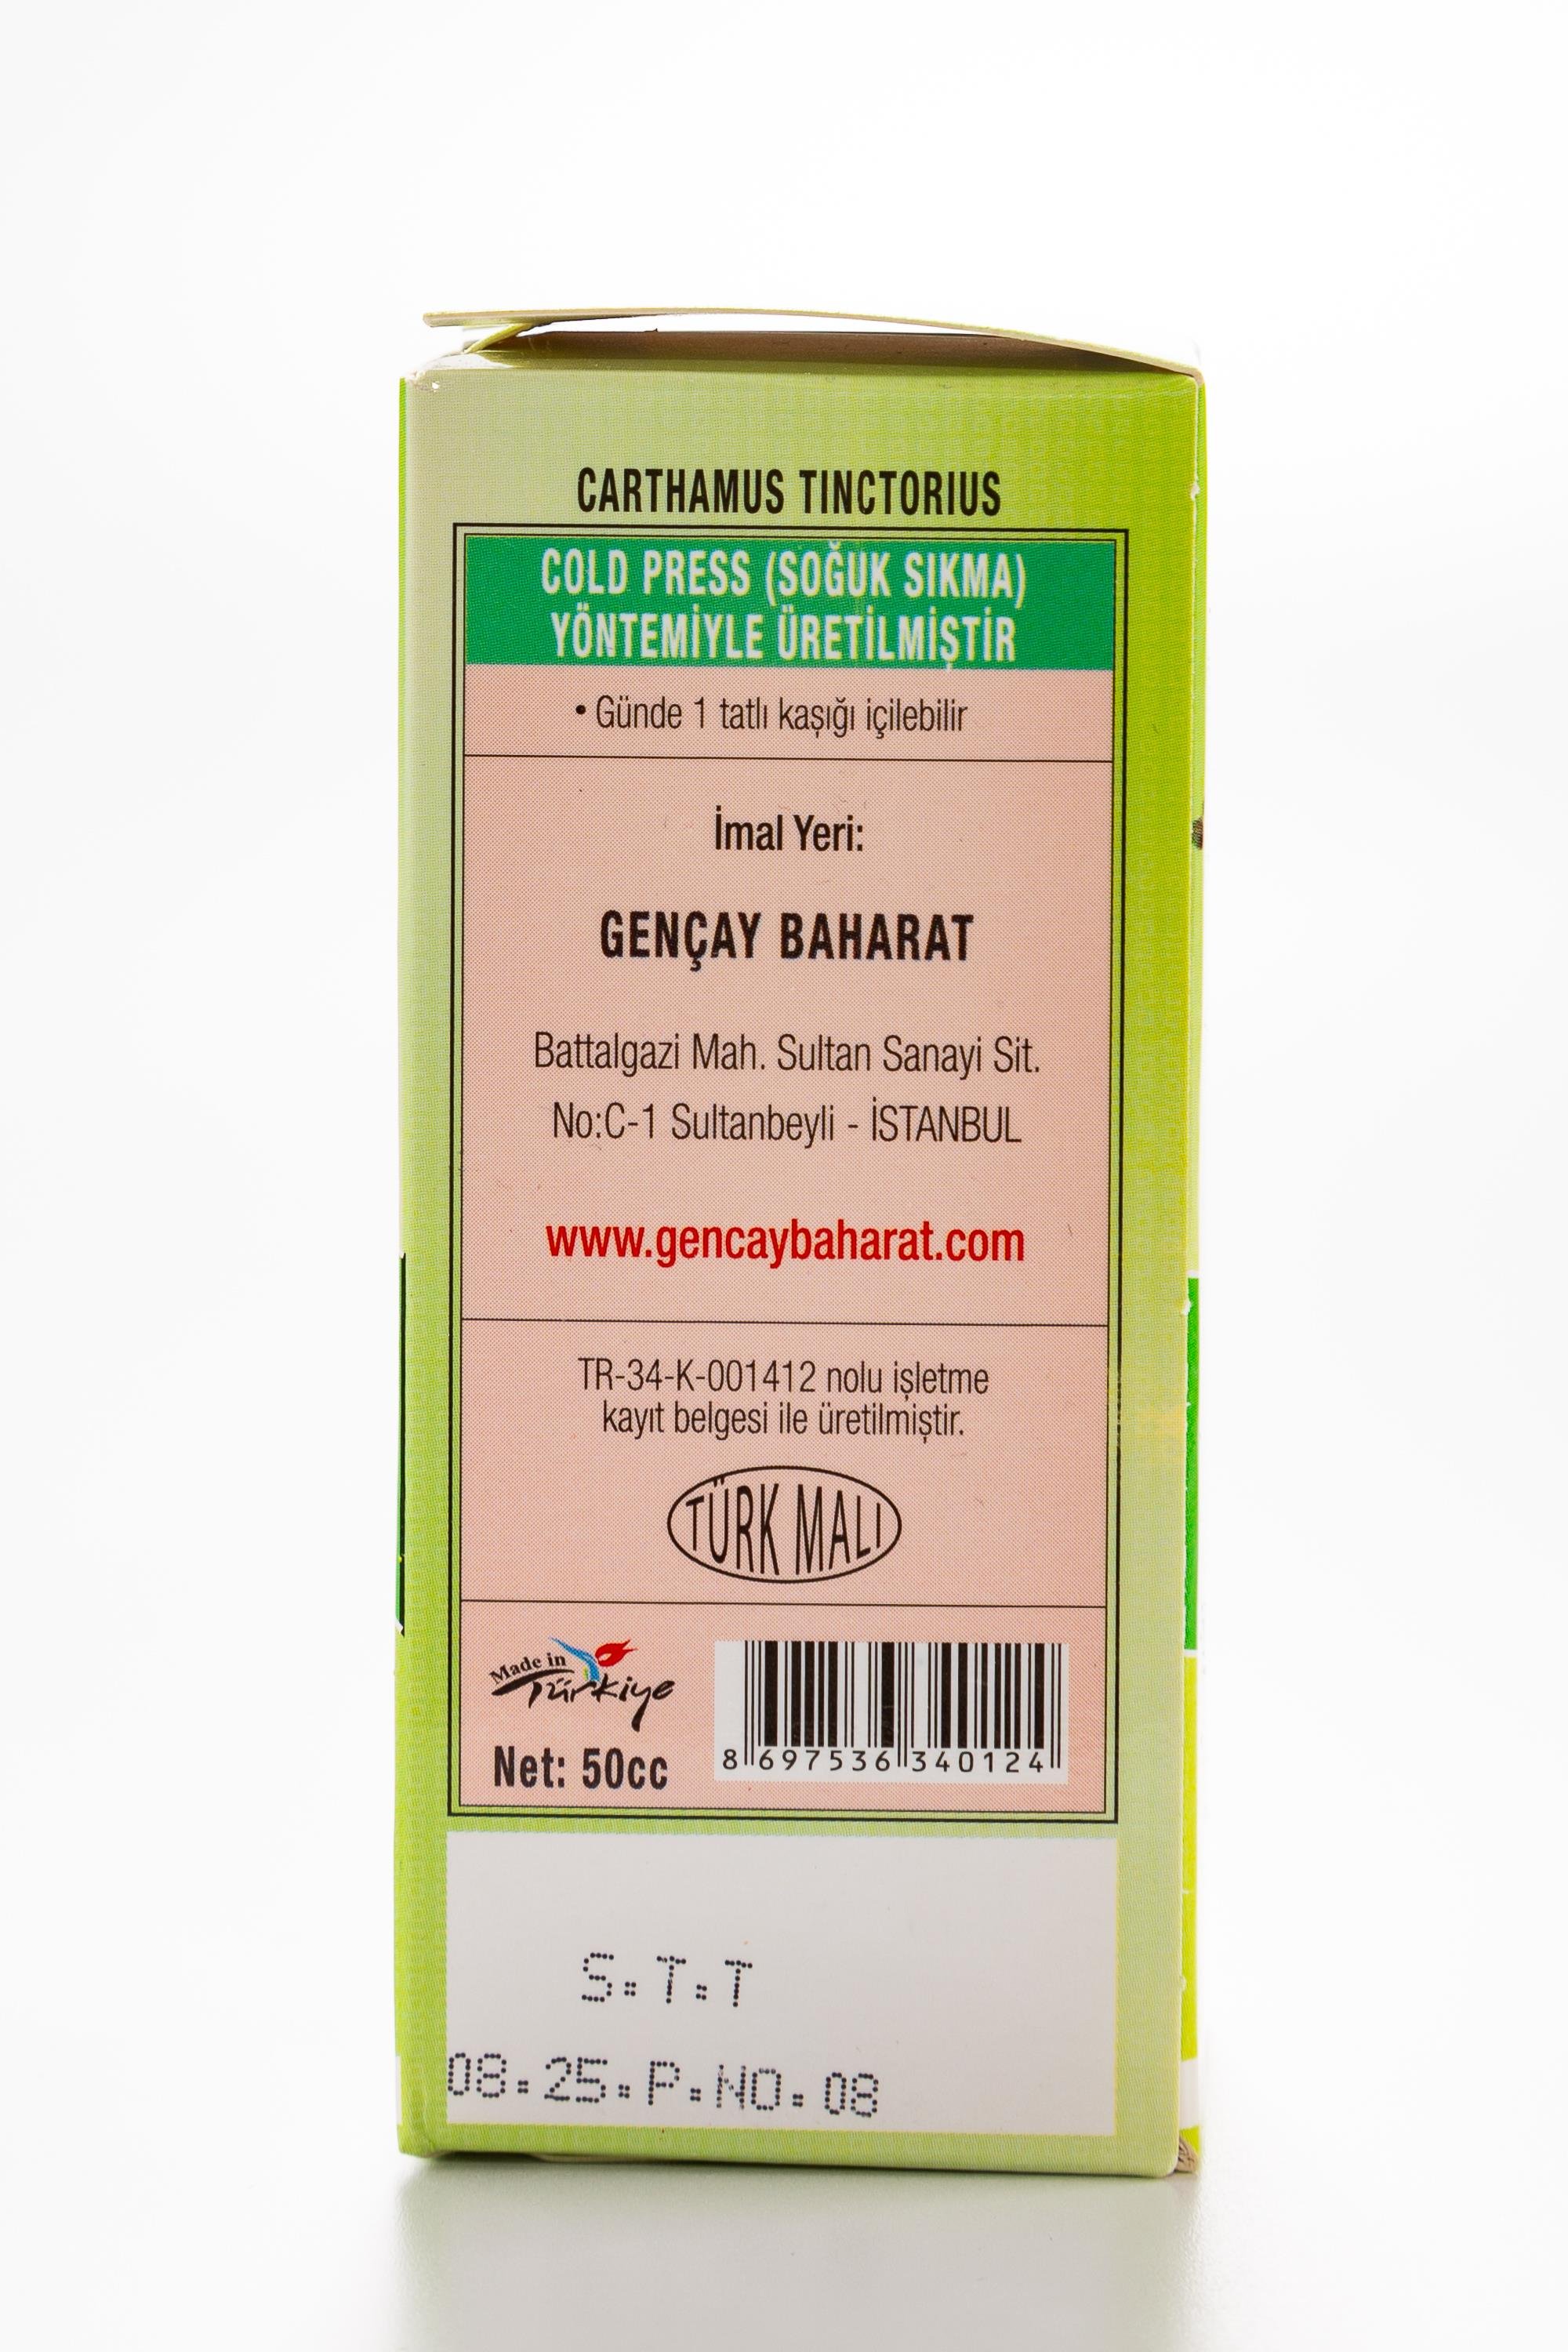 CARTHAMUS TINCTORIUS
COLD PRESS (SOĞUK SIKMA)
YÖNTEMİYLE ÜRETİLMİŞTİR
• Günde 1 tatlı kaşığı içilebilir
İmal Yeri:
GENÇAY BAHARAT
Battalgazi Mah. Sultan Sanayi Sit.
No:C-1 Sultanbeyli - İSTANBUL
www.gencaybaharat.com
TR-34-K-001412 nolu işletme
kayıt belgesi ile üretilmiştir.
TÜRK MALI
Made in
Türkiye
Net: 50cc
8 697536 340124
S.T.T
08.25.P.NO.08